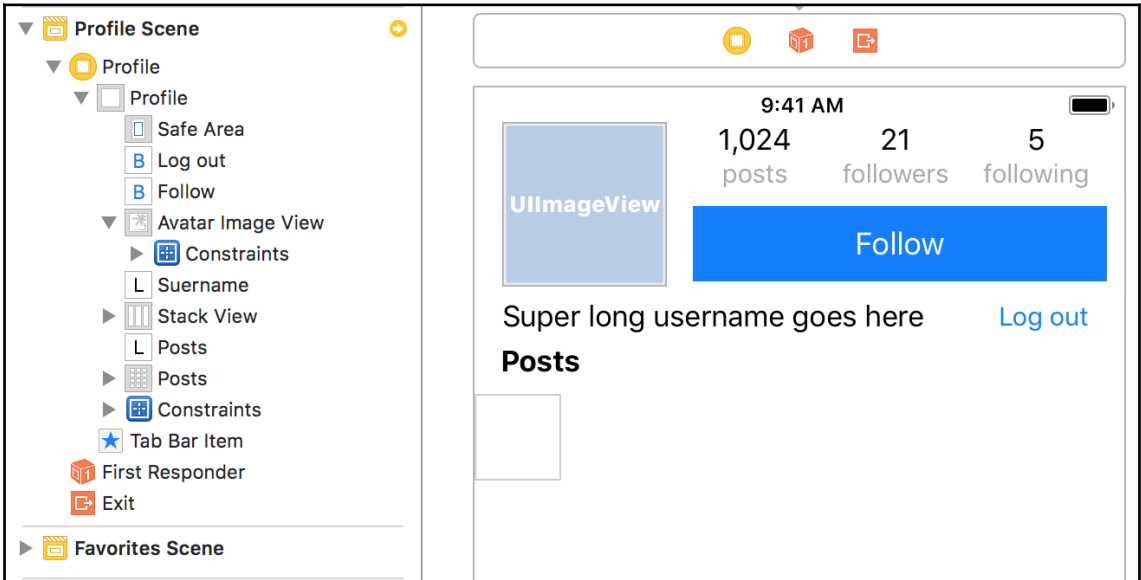 Profile Scene
Profile
Profile
Safe Area
B Log out
B Follow
Avatar Image View
Constraints
L Suername
Stack View
L Posts
Posts
Constraints
Tab Bar Item
1 First Responder
Exit
Favorites Scene
1
9:41 AM
1,024 21 5
posts followers following
UIImageView
Follow
Super long username goes here Log out
Posts